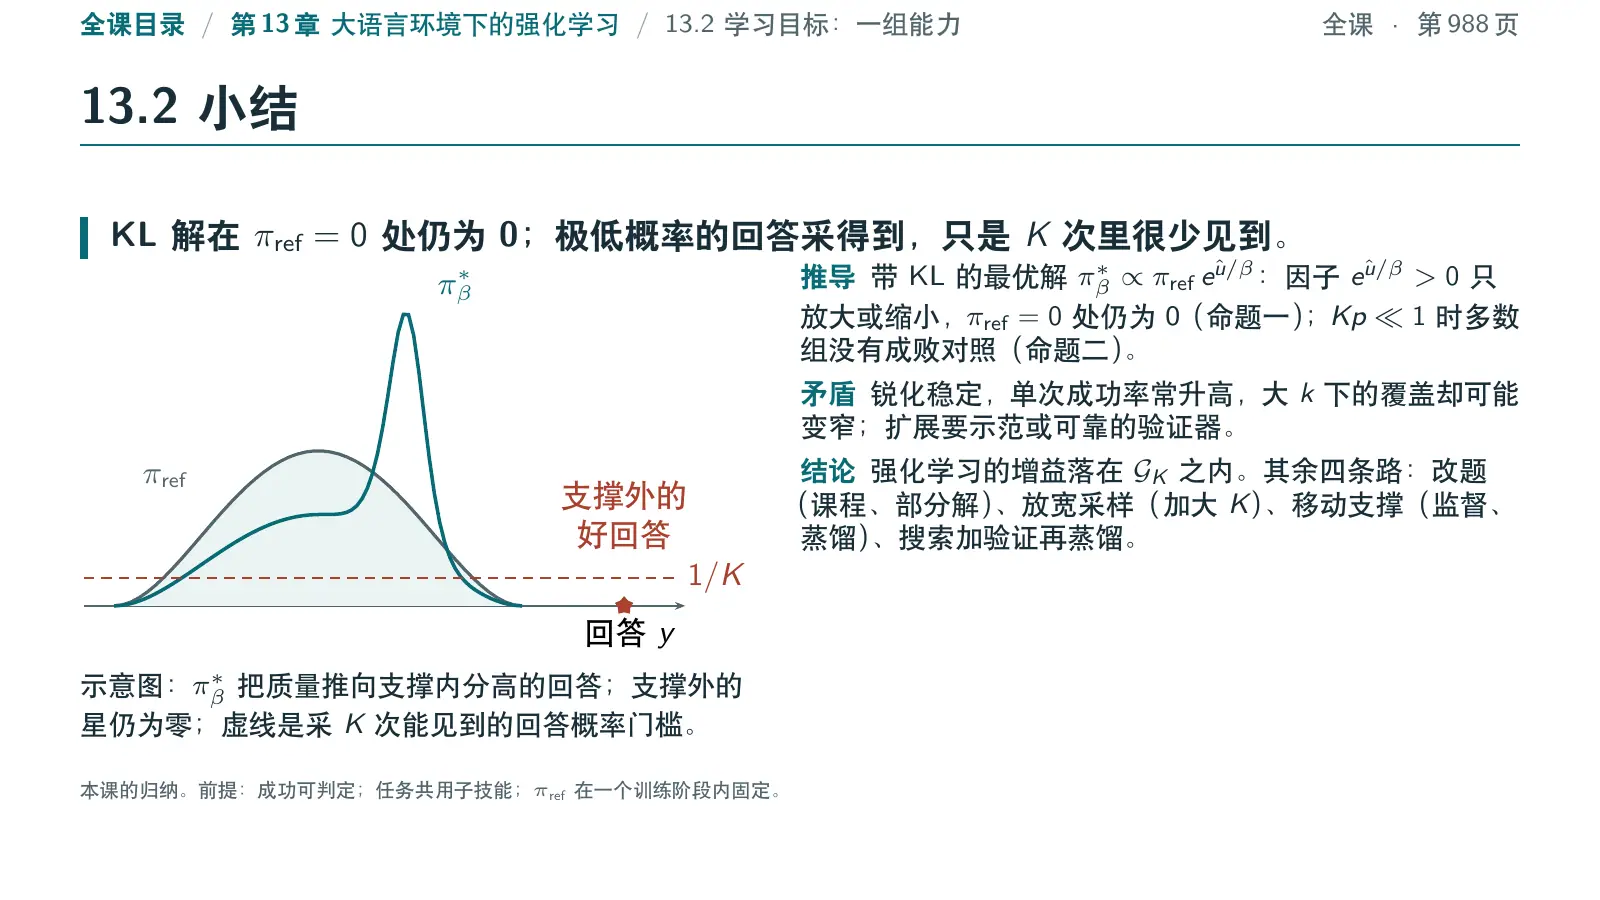 全课目录 / 第 13 章 大语言环境下的强化学习 / 13.2 学习目标：一组能力
全课 · 第 988 页
13.2 小结
KL 解在 π_ref = 0 处仍为 0；极低概率的回答采得到，只是 K 次里很少见到。
π*_β
π_ref
支撑外的
好回答
1/K
回答 y
示意图：π*_β 把质量推向支撑内分高的回答；支撑外的
星仍为零；虚线是采 K 次能见到的回答概率门槛。
推导 带 KL 的最优解 π*_β ∝ π_ref e^{û/β}：因子 e^{û/β} > 0 只
放大或缩小，π_ref = 0 处仍为 0（命题一）；Kp ≪ 1 时多数
组没有成败对照（命题二）。
矛盾 锐化稳定，单次成功率常升高，大 k 下的覆盖却可能
变窄；扩展要示范或可靠的验证器。
结论 强化学习的增益落在 𝒢_K 之内。其余四条路：改题
（课程、部分解）、放宽采样（加大 K）、移动支撑（监督、
蒸馏）、搜索加验证再蒸馏。
本课的归纳。前提：成功可判定；任务共用子技能；π_ref 在一个训练阶段内固定。